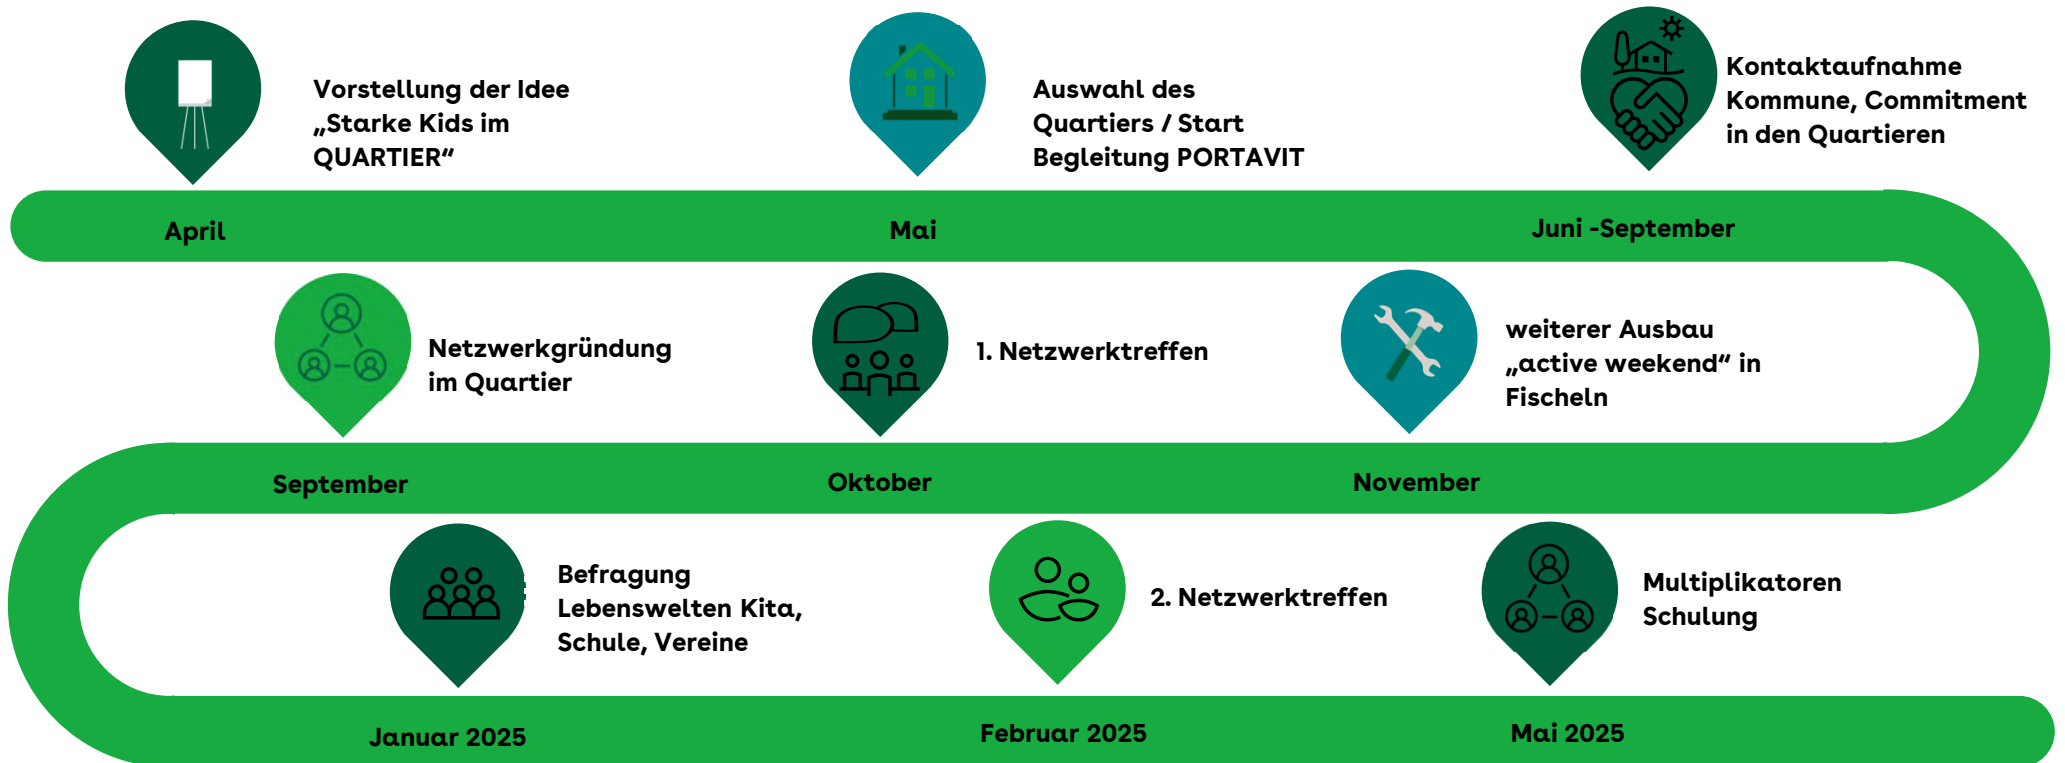 Vorstellung der Idee
„Starke Kids im
QUARTIER“
Auswahl des
Quartiers / Start
Begleitung PORTAVIT
Kontaktaufnahme
Kommune, Commitment
in den Quartieren
April
Mai
Juni -September
Netzwerkgründung
im Quartier
1. Netzwerktreffen
weiterer Ausbau
„active weekend“ in
Fischeln
September
Oktober
November
Befragung
Lebenswelten Kita,
Schule, Vereine
2. Netzwerktreffen
Multiplikatoren
Schulung
Januar 2025
Februar 2025
Mai 2025